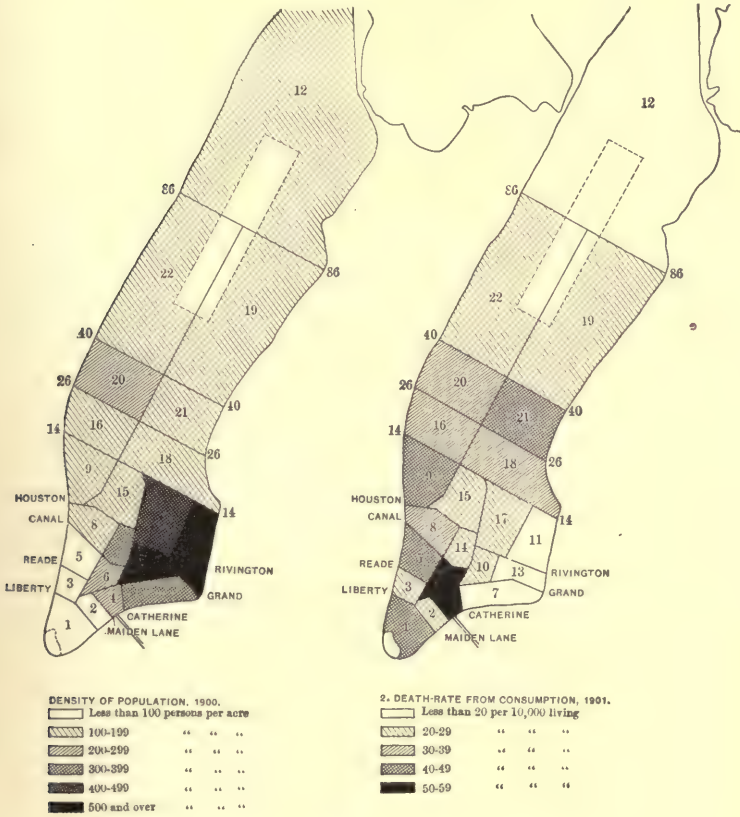 12
86
22
86
19
40
20
26
21
40
16
14
18
26
9
15
HOUSTON
CANAL
8
14
5
READE
6
RIVINGTON
3
LIBERTY
4
GRAND
2
1
CATHERINE
MAIDEN LANE
DENSITY OF POPULATION, 1900.
Less than 100 persons per acre
100-199 " " "
200-299 " " "
300-399 " " "
400-499 " " "
500 and over " " "
12
86
22
86
19
40
20
26
21
40
16
14
18
26
9
15
HOUSTON
17
CANAL
8
14
11
14
READE
5
10
13
RIVINGTON
3
LIBERTY
7
GRAND
2
1
CATHERINE
MAIDEN LANE
2. DEATH-RATE FROM CONSUMPTION, 1901.
Less than 20 per 10,000 living
20-29 " " "
30-39 " " "
40-49 " " "
50-59 " " "